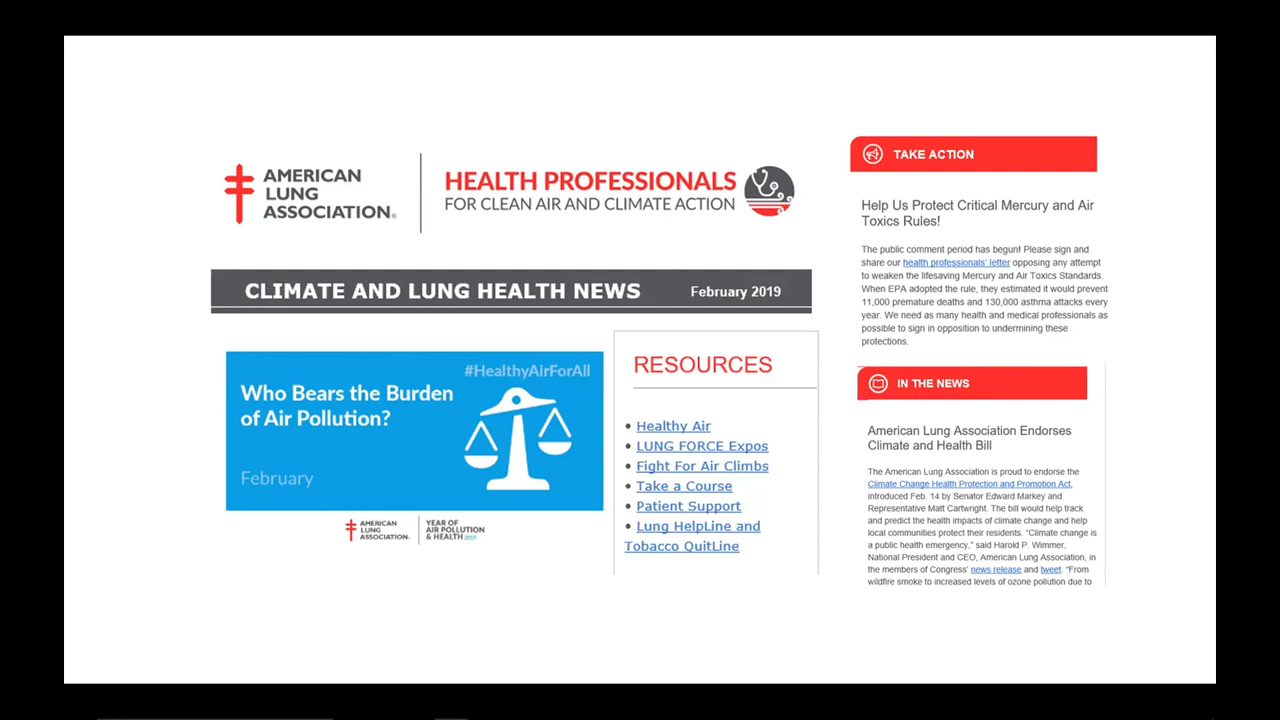 AMERICAN
LUNG
ASSOCIATION®
HEALTH PROFESSIONALS
FOR CLEAN AIR AND CLIMATE ACTION
CLIMATE AND LUNG HEALTH NEWS
February 2019
#HealthyAirForAll
Who Bears the Burden
of Air Pollution?
February
AMERICAN
LUNG
ASSOCIATION®
YEAR OF
AIR POLLUTION
& HEALTH 2019
RESOURCES
• Healthy Air
• LUNG FORCE Expos
• Fight For Air Climbs
• Take a Course
• Patient Support
• Lung HelpLine and
Tobacco QuitLine
TAKE ACTION
Help Us Protect Critical Mercury and Air
Toxics Rules!
The public comment period has begun! Please sign and
share our health professionals' letter opposing any attempt
to weaken the lifesaving Mercury and Air Toxics Standards.
When EPA adopted the rule, they estimated it would prevent
11,000 premature deaths and 130,000 asthma attacks every
year. We need as many health and medical professionals as
possible to sign in opposition to undermining these
protections.
IN THE NEWS
American Lung Association Endorses
Climate and Health Bill
The American Lung Association is proud to endorse the
Climate Change Health Protection and Promotion Act,
introduced Feb. 14 by Senator Edward Markey and
Representative Matt Cartwright. The bill would help track
and predict the health impacts of climate change and help
local communities protect their residents. "Climate change is
a public health emergency," said Harold P. Wimmer,
National President and CEO, American Lung Association, in
the members of Congress' news release and tweet. "From
wildfire smoke to increased levels of ozone pollution due to